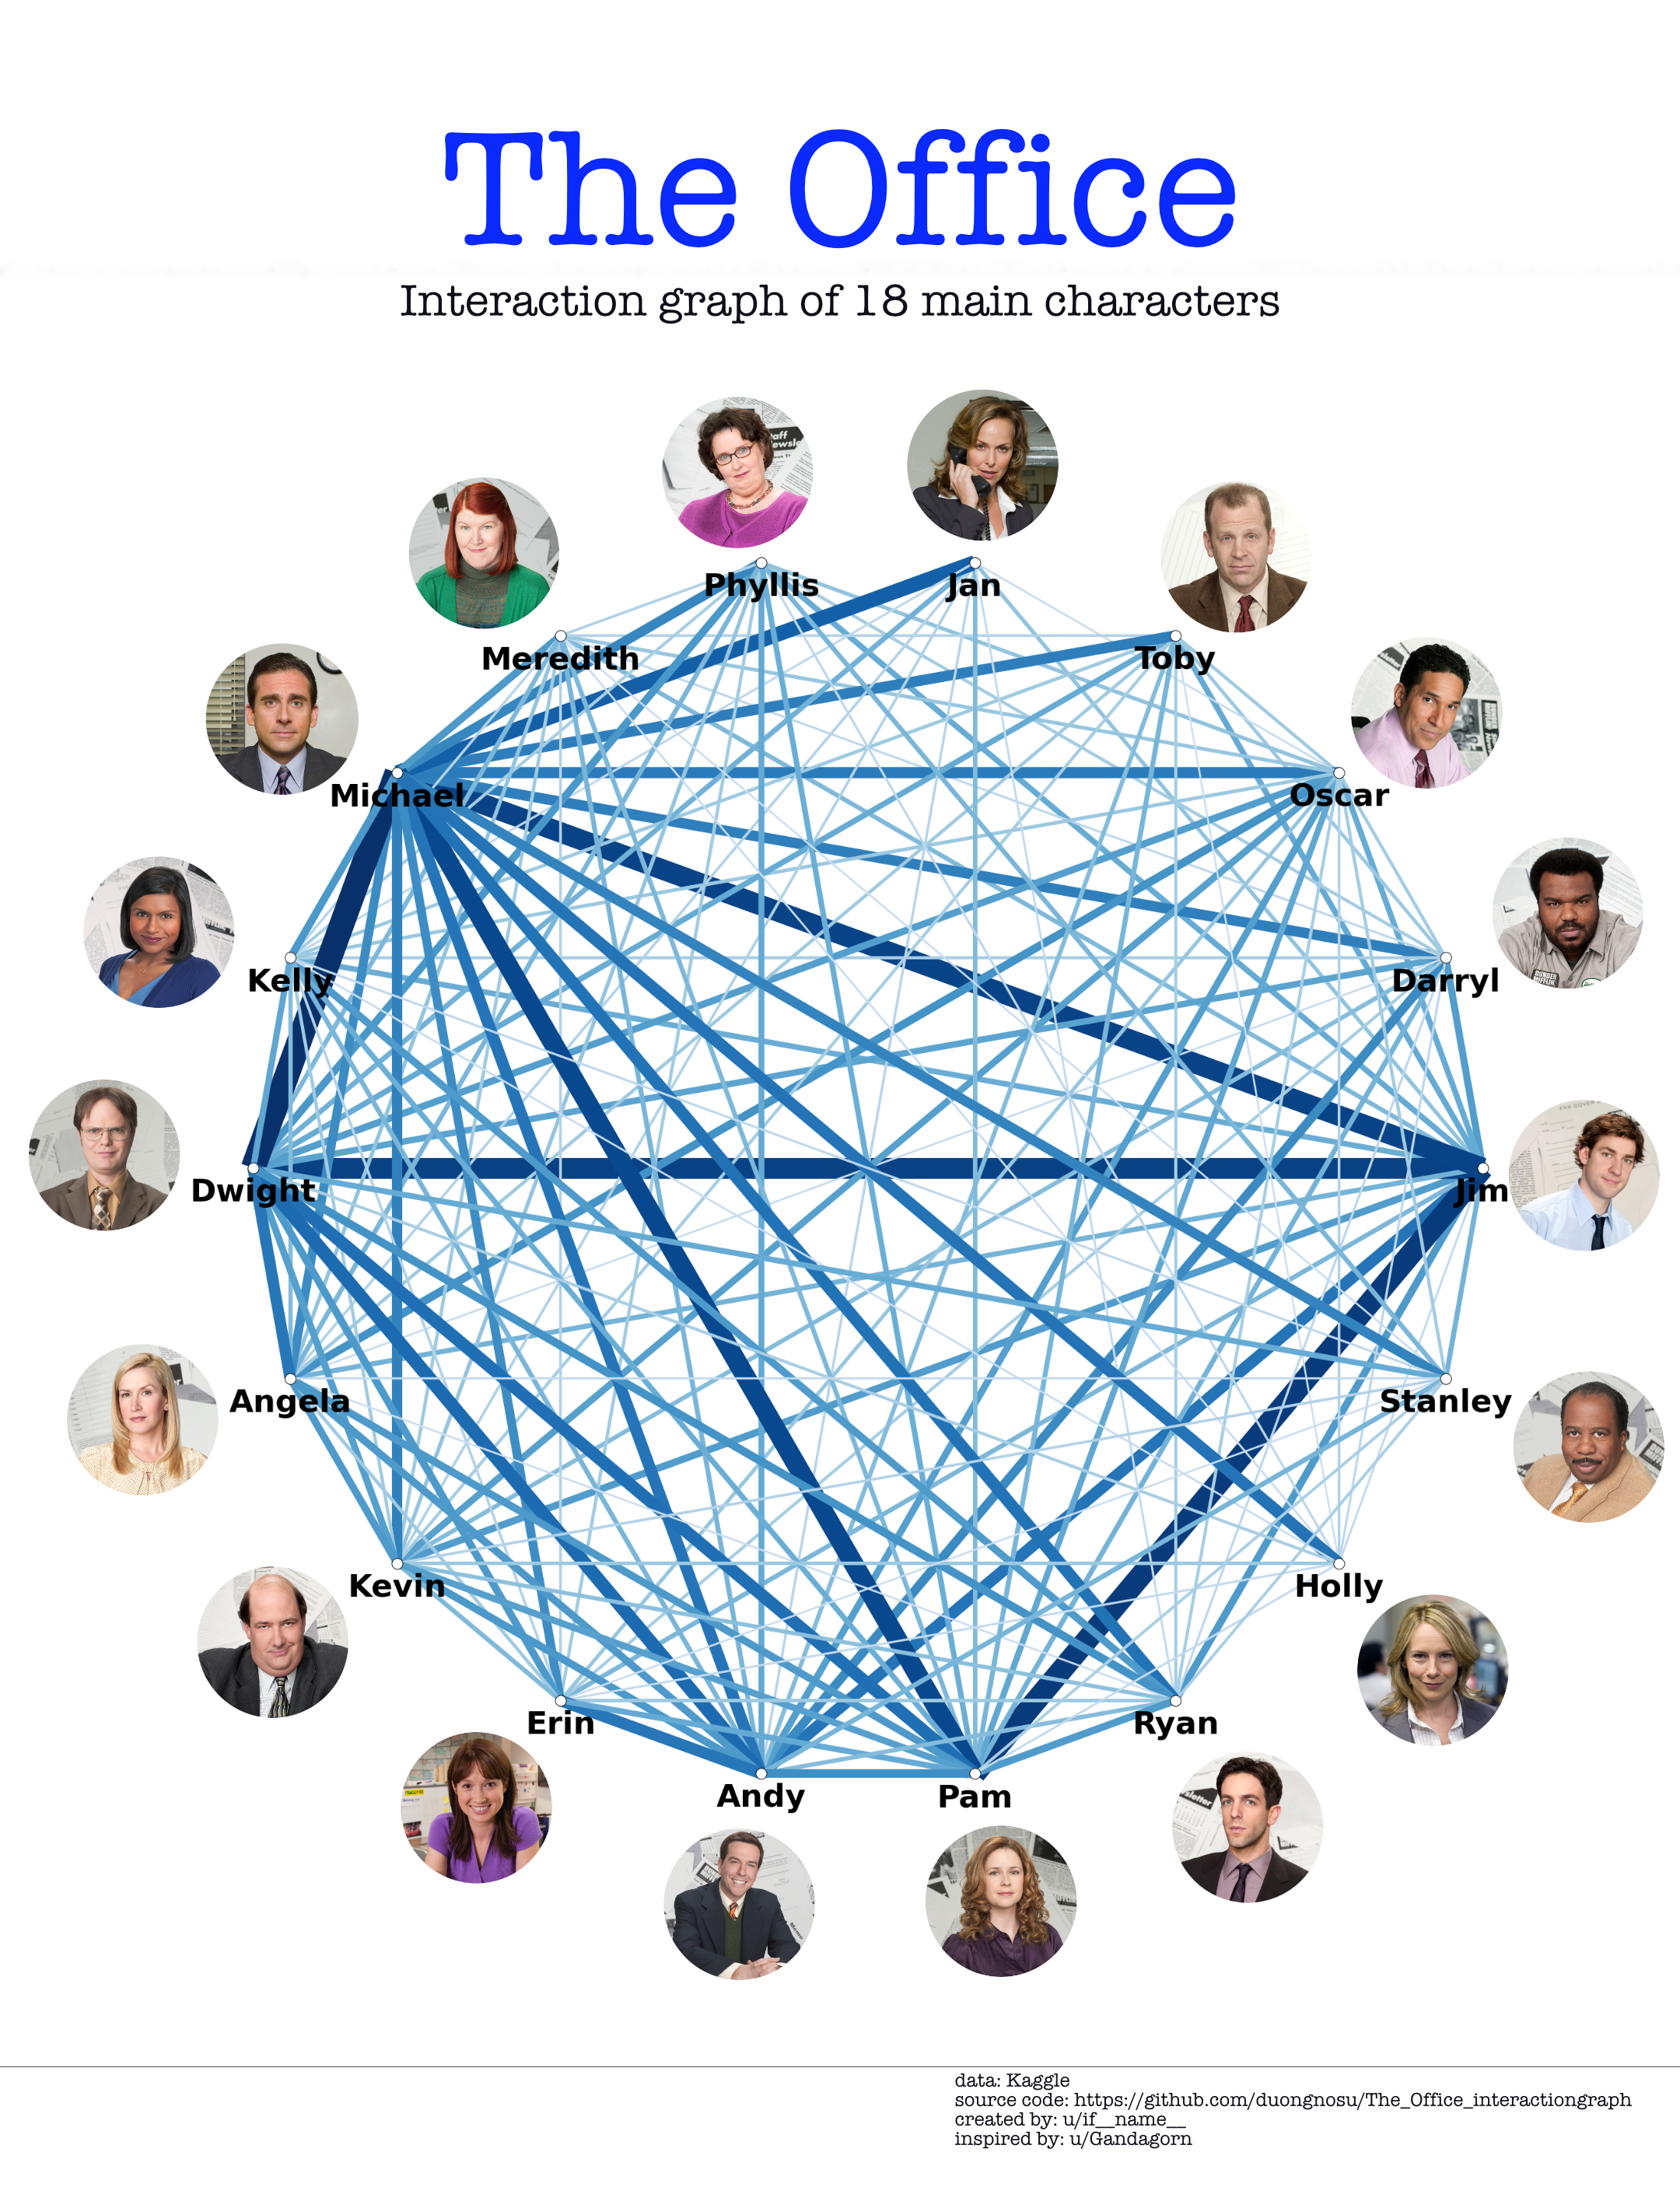 The Office
Interaction graph of 18 main characters
Phyllis
Jan
Meredith
Toby
Michael
Oscar
Kelly
Darryl
Dwight
Jim
Angela
Stanley
Kevin
Holly
Erin
Ryan
Andy
Pam
data: Kaggle
source code: https://github.com/duongnosu/The_Office_interactiongraph
created by: u/if__name__
inspired by: u/Gandagorn